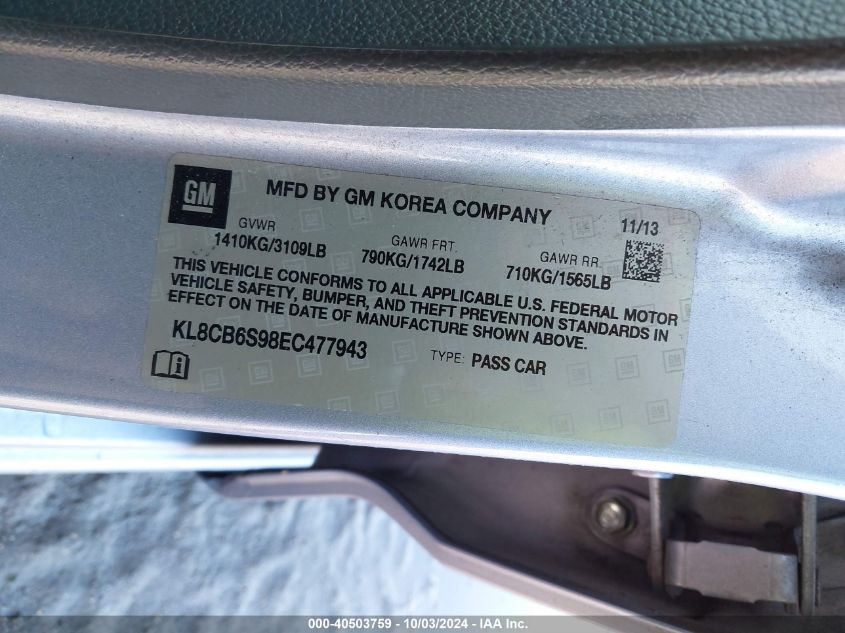 GM
MFD BY GM KOREA COMPANY
11/13
GVWR
1410KG/3109LB
GAWR FRT.
790KG/1742LB
GAWR RR
710KG/1565LB
THIS VEHICLE CONFORMS TO ALL APPLICABLE U.S. FEDERAL MOTOR
VEHICLE SAFETY, BUMPER, AND THEFT PREVENTION STANDARDS IN
EFFECT ON THE DATE OF MANUFACTURE SHOWN ABOVE.
KL8CB6S98EC477943
TYPE: PASS CAR
000-40503759 - 10/03/2024 - IAA Inc.